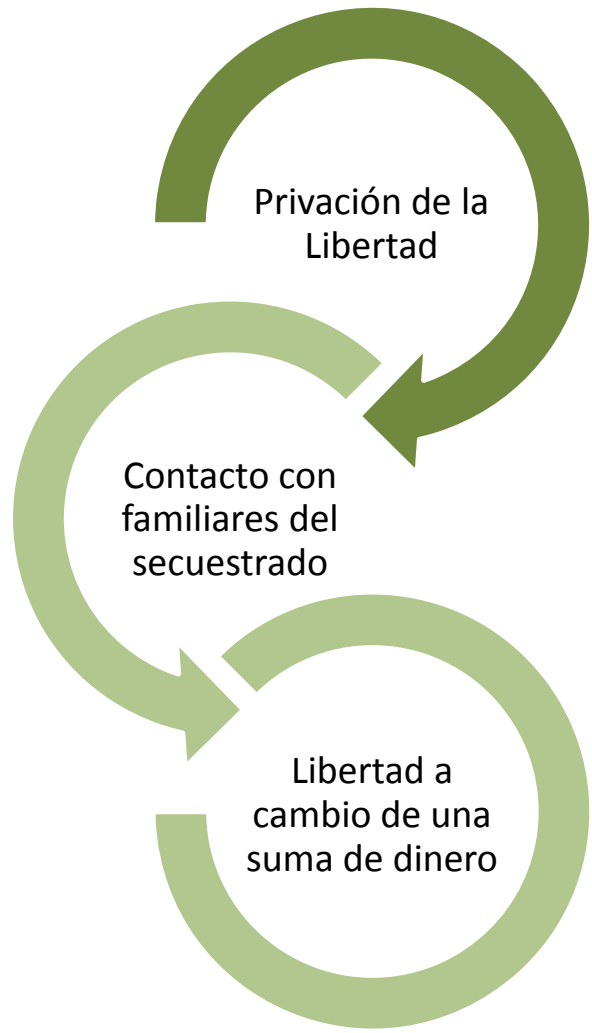 Privación de la
Libertad
Contacto con
familiares del
secuestrado
Libertad a
cambio de una
suma de dinero